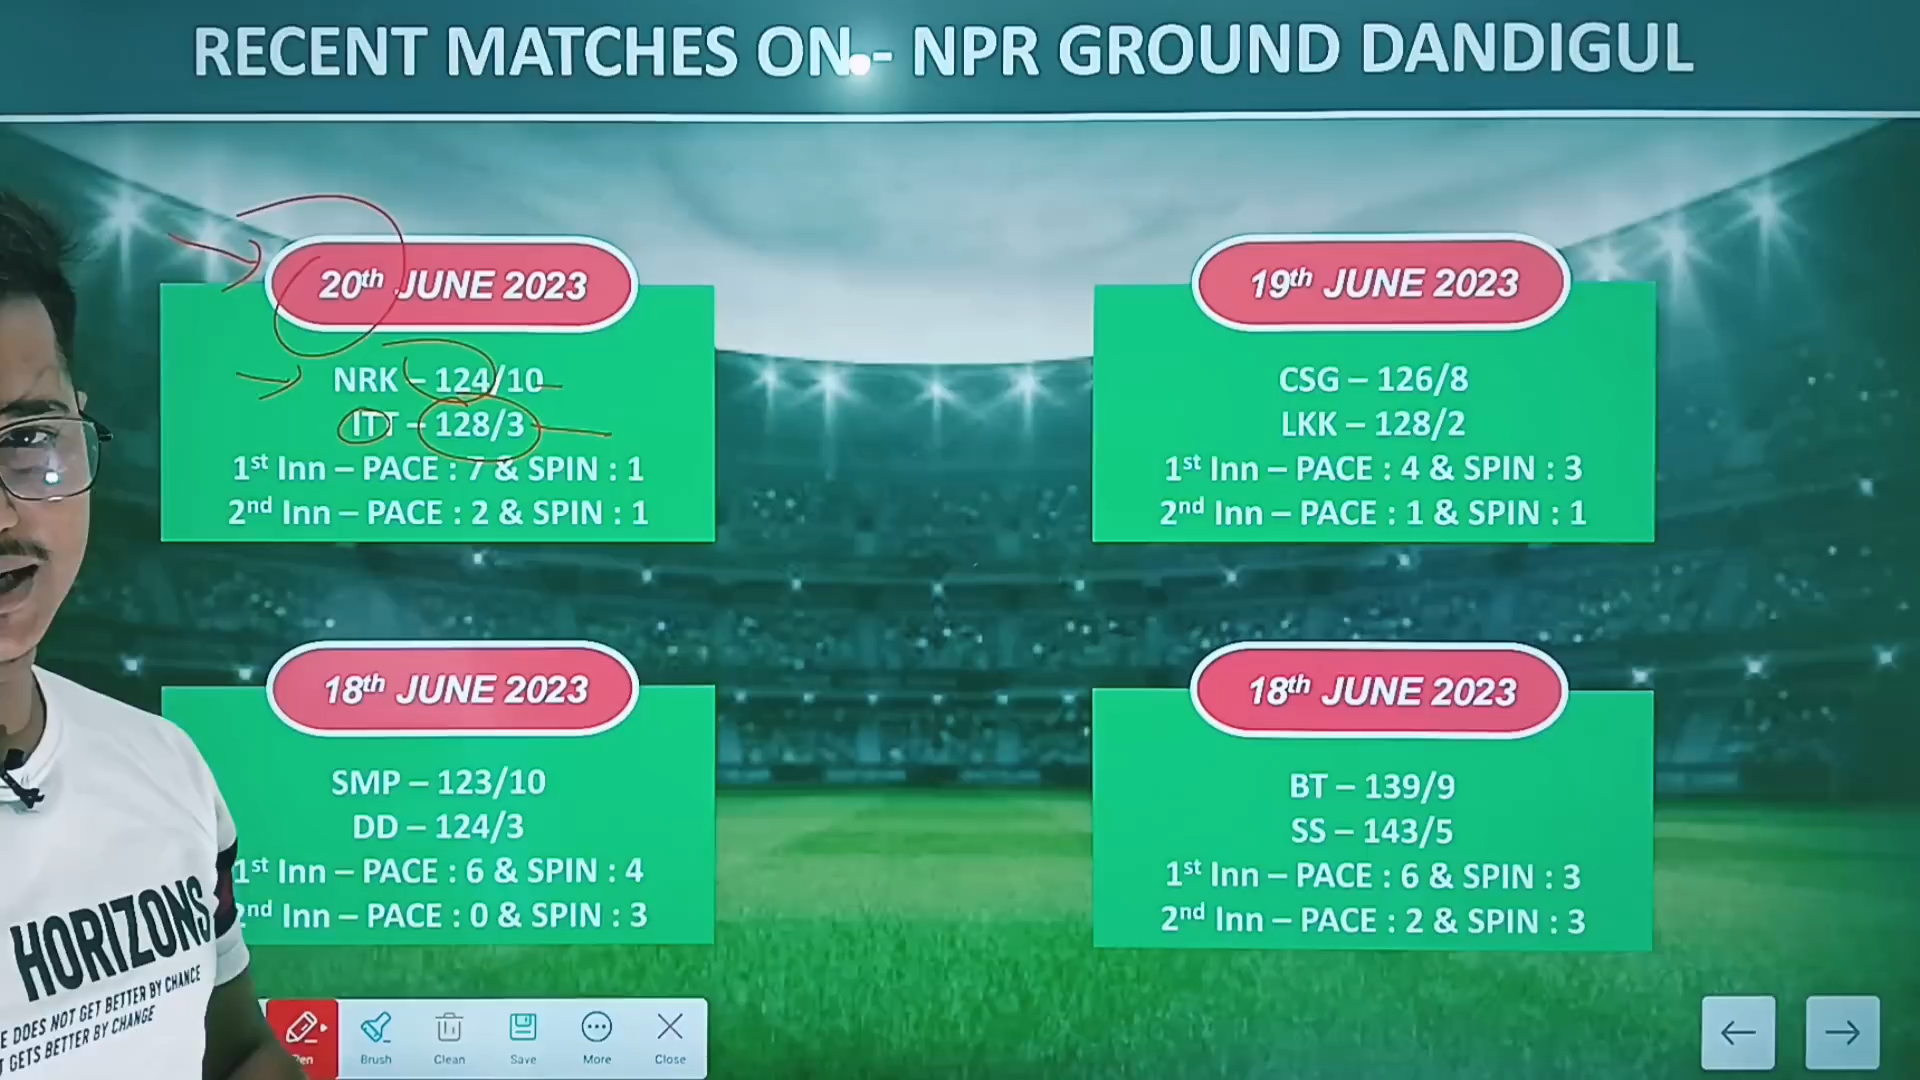 RECENT MATCHES ON - NPR GROUND DANDIGUL
20th JUNE 2023
NRK – 124/10
ITT – 128/3
1st Inn – PACE : 7 & SPIN : 1
2nd Inn – PACE : 2 & SPIN : 1
19th JUNE 2023
CSG – 126/8
LKK – 128/2
1st Inn – PACE : 4 & SPIN : 3
2nd Inn – PACE : 1 & SPIN : 1
18th JUNE 2023
SMP – 123/10
DD – 124/3
1st Inn – PACE : 6 & SPIN : 4
2nd Inn – PACE : 0 & SPIN : 3
18th JUNE 2023
BT – 139/9
SS – 143/5
1st Inn – PACE : 6 & SPIN : 3
2nd Inn – PACE : 2 & SPIN : 3
HORIZONS
E DOES NOT GET BETTER BY CHANCE
T GETS BETTER BY CHANGE
Pen Brush Clean Save More Close